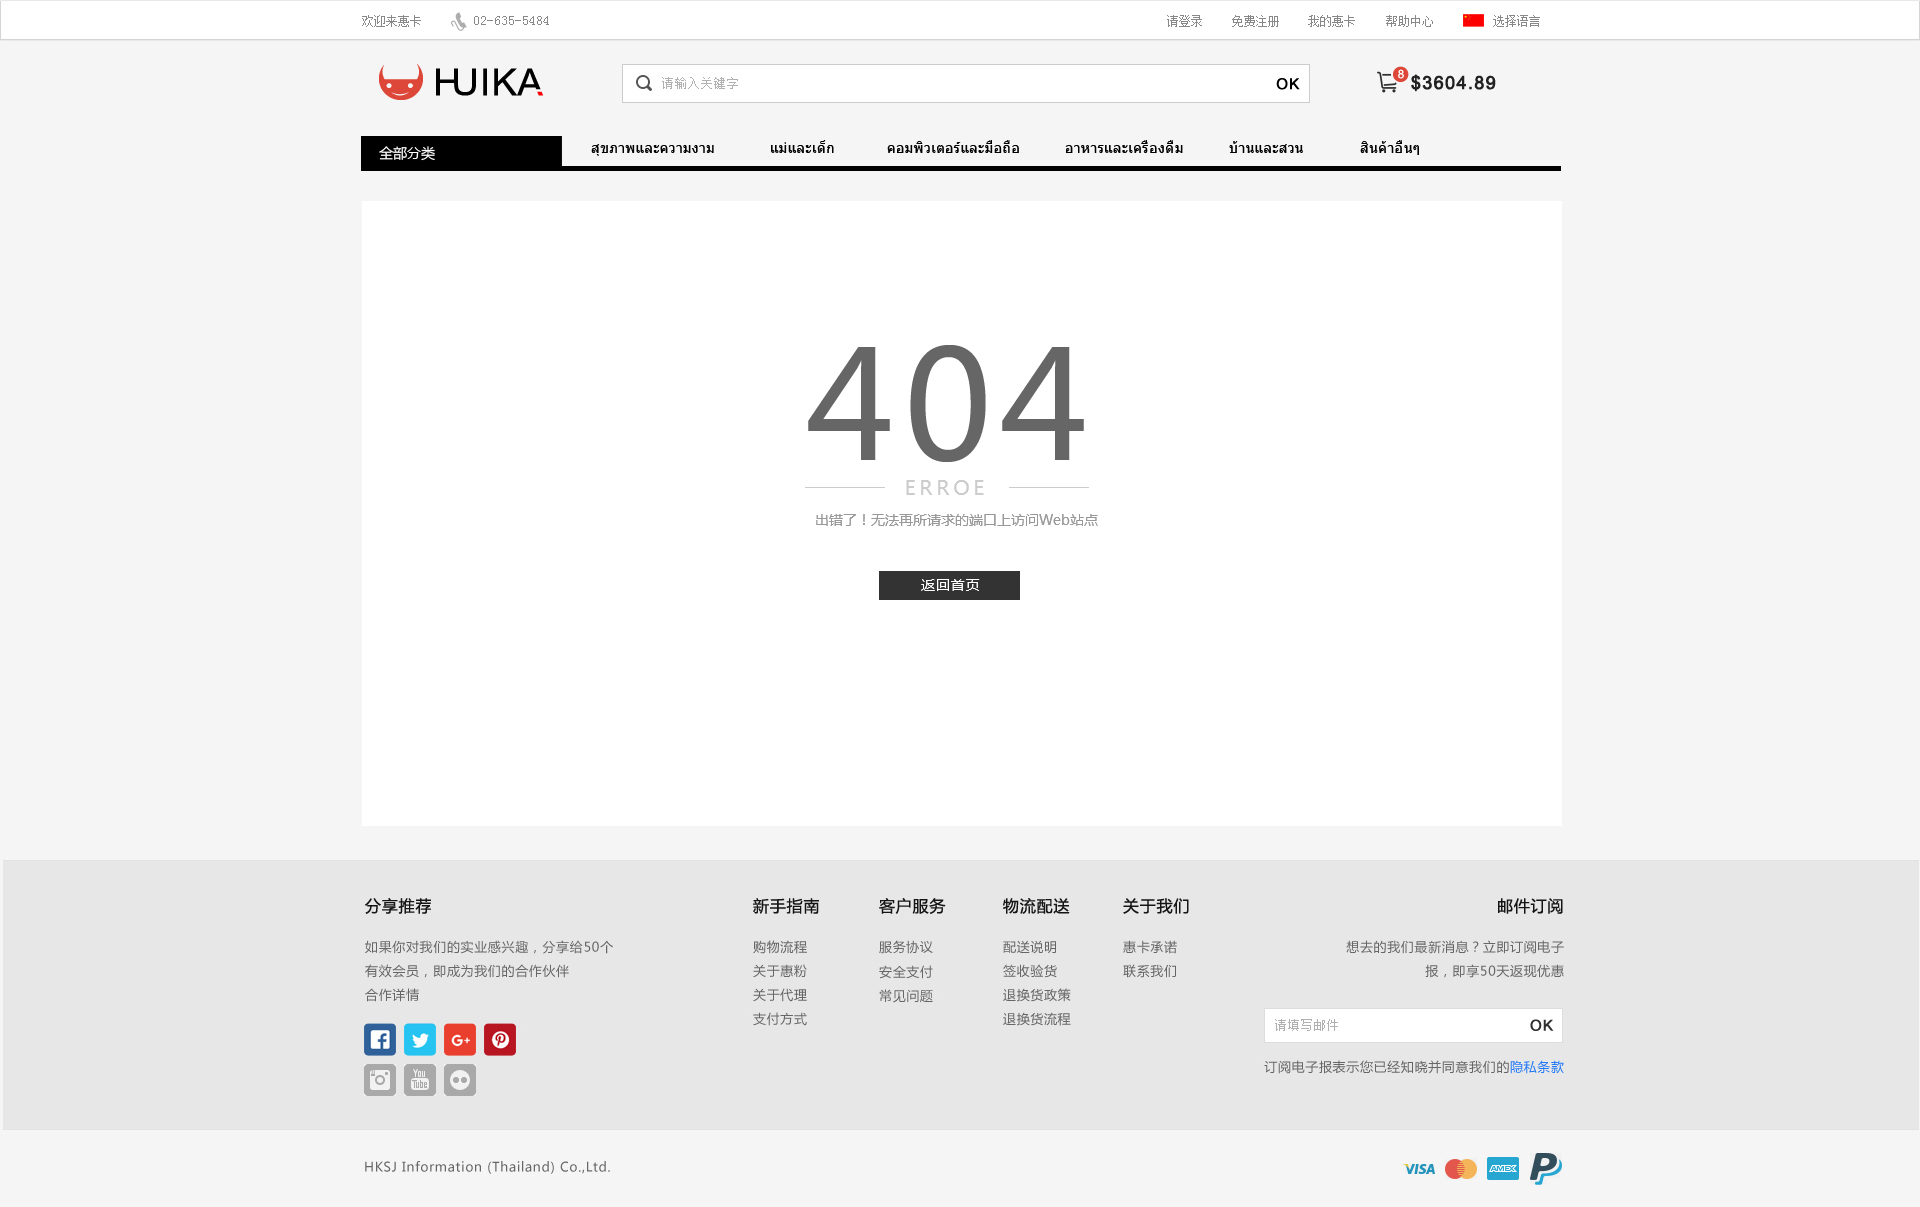 欢迎来惠卡 02-635-5484 请登录 免费注册 我的惠卡 帮助中心 选择语言
HUIKA 请输入关键字 OK 8 $3604.89
全部分类 สุขภาพและความงาม แม่และเด็ก คอมพิวเตอร์และมือถือ อาหารและเครื่องดื่ม บ้านและสวน สินค้าอื่นๆ
404
ERROE
出错了！无法再所请求的端口上访问Web站点
返回首页
分享推荐 新手指南 客户服务 物流配送 关于我们 邮件订阅
如果你对我们的实业感兴趣，分享给50个 购物流程 服务协议 配送说明 惠卡承诺 想去的我们最新消息？立即订阅电子
有效会员，即成为我们的合作伙伴 关于惠粉 安全支付 签收验货 联系我们 报，即享50天返现优惠
合作详情 关于代理 常见问题 退换货政策
支付方式 退换货流程 请填写邮件 OK
G+
You
Tube
订阅电子报表示您已经知晓并同意我们的隐私条款
HKSJ Information (Thailand) Co.,Ltd. VISA AMEX